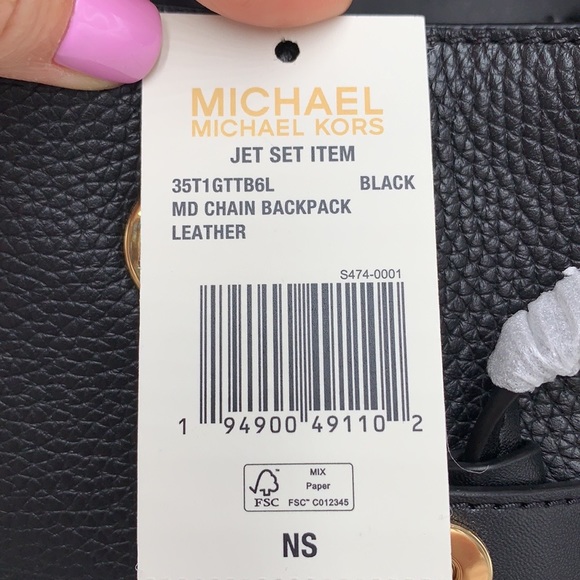 MICHAEL
MICHAEL KORS
JET SET ITEM
35T1GTTB6L BLACK
MD CHAIN BACKPACK
LEATHER
S474-0001
1 94900 49110 2
FSC
MIX
Paper
FSC™ C012345
NS